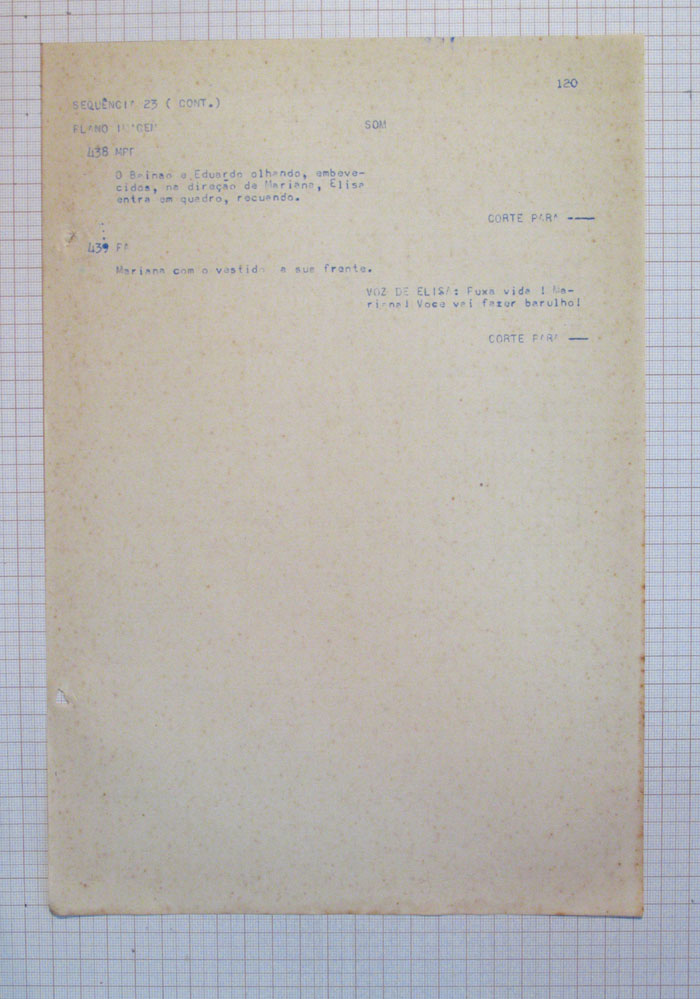 120
SEQUÊNCIA 23 ( CONT.)
PLANO IMAGEM SOM
438 MPP
O Baiano e Eduardo olhando, embeve-
cidos, na direção de Mariana, Elisa
entra em quadro, recuando.
CORTE PARA ----
439 PA
Mariana com o vestido a sua frente.
VOZ DE ELISA: Puxa vida ! Ma-
riana! Voce vai fazer barulho!
CORTE PARA ---